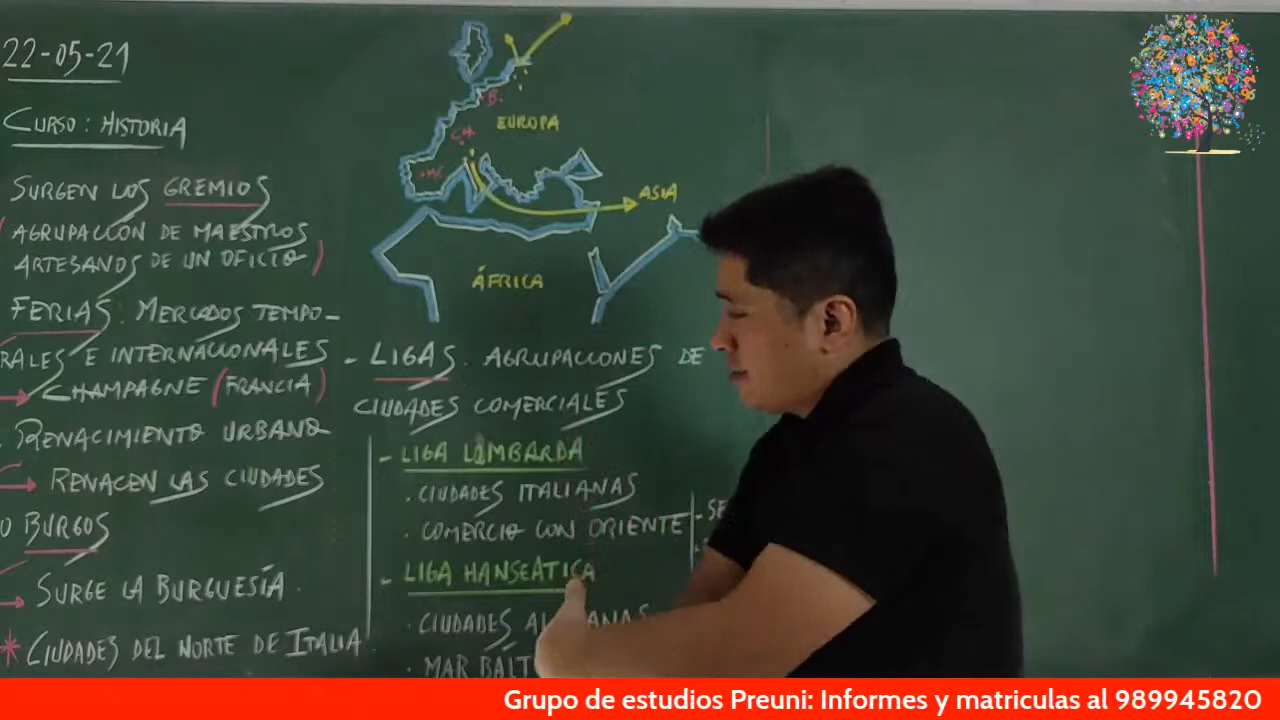 22-05-21
CURSO: HISTORIA
SURGEN LOS GREMIOS
AGRUPACIÓN DE MAESTROS
ARTESANOS DE UN OFICIO)
FERIAS: MERCADOS TEMPO-
RALES E INTERNACIONALES
CHAMPAGNE (FRANCIA)
RENACIMIENTO URBANO
RENACEN LAS CIUDADES
O BURGOS
SURGE LA BURGUESÍA.
* CIUDADES DEL NORTE DE ITALIA
B.
EUROPA
CH.
MC
ASIA
ÁFRICA
- LIGAS. AGRUPACIONES DE
CIUDADES COMERCIALES
- LIGA LOMBARDA
. CIUDADES ITALIANAS
. COMERCIO CON ORIENTE
- LIGA HANSEÁTICA
. CIUDADES
. MAR
Grupo de estudios Preuni: Informes y matriculas al 989945820